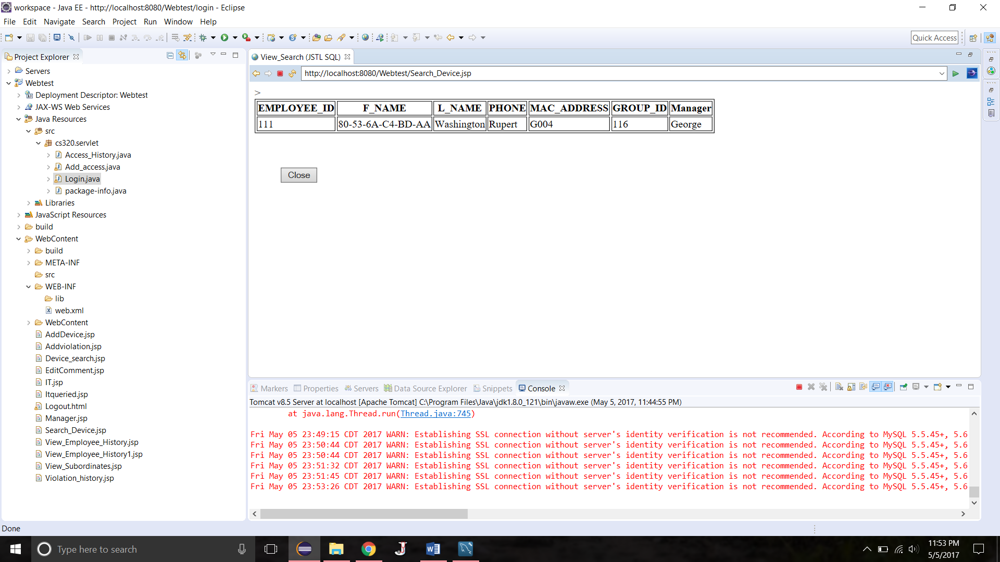 workspace - Java EE - http://localhost:8080/Webtest/login - Eclipse
File Edit Navigate Search Project Run Window Help
Quick Access
Project Explorer
Servers
Webtest
Deployment Descriptor: Webtest
JAX-WS Web Services
Java Resources
src
cs320.servlet
Access_History.java
Add_access.java
Login.java
package-info.java
Libraries
JavaScript Resources
build
WebContent
build
META-INF
src
WEB-INF
lib
web.xml
WebContent
AddDevice.jsp
Addviolation.jsp
Device_search.jsp
EditComment.jsp
IT.jsp
Itqueried.jsp
Logout.html
Manager.jsp
Search_Device.jsp
View_Employee_History.jsp
View_Employee_History1.jsp
View_Subordinates.jsp
Violation_history.jsp
View_Search (JSTL SQL)
http://localhost:8080/Webtest/Search_Device.jsp
>
EMPLOYEE_ID F_NAME L_NAME PHONE MAC_ADDRESS GROUP_ID Manager
111 80-53-6A-C4-BD-AA Washington Rupert G004 116 George
Close
Markers Properties Servers Data Source Explorer Snippets Console
Tomcat v8.5 Server at localhost [Apache Tomcat] C:\Program Files\Java\jdk1.8.0_121\bin\javaw.exe (May 5, 2017, 11:44:55 PM)
at java.lang.Thread.run(Thread.java:745)
Fri May 05 23:49:15 CDT 2017 WARN: Establishing SSL connection without server's identity verification is not recommended. According to MySQL 5.5.45+, 5.6
Fri May 05 23:50:44 CDT 2017 WARN: Establishing SSL connection without server's identity verification is not recommended. According to MySQL 5.5.45+, 5.6
Fri May 05 23:50:44 CDT 2017 WARN: Establishing SSL connection without server's identity verification is not recommended. According to MySQL 5.5.45+, 5.6
Fri May 05 23:51:32 CDT 2017 WARN: Establishing SSL connection without server's identity verification is not recommended. According to MySQL 5.5.45+, 5.6
Fri May 05 23:51:45 CDT 2017 WARN: Establishing SSL connection without server's identity verification is not recommended. According to MySQL 5.5.45+, 5.6
Fri May 05 23:53:26 CDT 2017 WARN: Establishing SSL connection without server's identity verification is not recommended. According to MySQL 5.5.45+, 5.6
Done
Type here to search
11:53 PM
5/5/2017